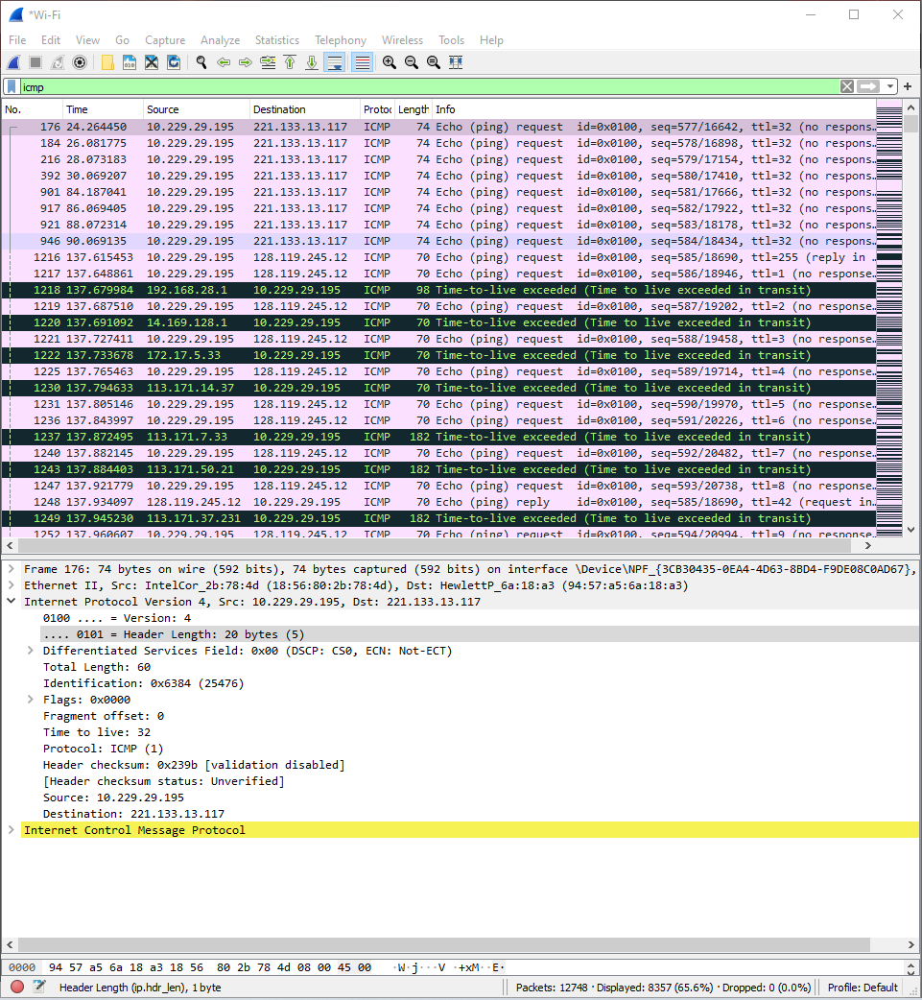 *Wi-Fi
File Edit View Go Capture Analyze Statistics Telephony Wireless Tools Help
icmp
No. Time Source Destination Protoc Length Info
176 24.264450 10.229.29.195 221.133.13.117 ICMP 74 Echo (ping) request id=0x0100, seq=577/16642, ttl=32 (no respons…
184 26.081775 10.229.29.195 221.133.13.117 ICMP 74 Echo (ping) request id=0x0100, seq=578/16898, ttl=32 (no respons…
216 28.073183 10.229.29.195 221.133.13.117 ICMP 74 Echo (ping) request id=0x0100, seq=579/17154, ttl=32 (no respons…
392 30.069207 10.229.29.195 221.133.13.117 ICMP 74 Echo (ping) request id=0x0100, seq=580/17410, ttl=32 (no respons…
901 84.187041 10.229.29.195 221.133.13.117 ICMP 74 Echo (ping) request id=0x0100, seq=581/17666, ttl=32 (no respons…
917 86.069405 10.229.29.195 221.133.13.117 ICMP 74 Echo (ping) request id=0x0100, seq=582/17922, ttl=32 (no respons…
921 88.072314 10.229.29.195 221.133.13.117 ICMP 74 Echo (ping) request id=0x0100, seq=583/18178, ttl=32 (no respons…
946 90.069135 10.229.29.195 221.133.13.117 ICMP 74 Echo (ping) request id=0x0100, seq=584/18434, ttl=32 (no respons…
1216 137.615453 10.229.29.195 128.119.245.12 ICMP 70 Echo (ping) request id=0x0100, seq=585/18690, ttl=255 (reply in …
1217 137.648861 10.229.29.195 128.119.245.12 ICMP 70 Echo (ping) request id=0x0100, seq=586/18946, ttl=1 (no response…
1218 137.679984 192.168.28.1 10.229.29.195 ICMP 98 Time-to-live exceeded (Time to live exceeded in transit)
1219 137.687510 10.229.29.195 128.119.245.12 ICMP 70 Echo (ping) request id=0x0100, seq=587/19202, ttl=2 (no response…
1220 137.691092 14.169.128.1 10.229.29.195 ICMP 70 Time-to-live exceeded (Time to live exceeded in transit)
1221 137.727411 10.229.29.195 128.119.245.12 ICMP 70 Echo (ping) request id=0x0100, seq=588/19458, ttl=3 (no response…
1222 137.733678 172.17.5.33 10.229.29.195 ICMP 70 Time-to-live exceeded (Time to live exceeded in transit)
1225 137.765463 10.229.29.195 128.119.245.12 ICMP 70 Echo (ping) request id=0x0100, seq=589/19714, ttl=4 (no response…
1230 137.794633 113.171.14.37 10.229.29.195 ICMP 70 Time-to-live exceeded (Time to live exceeded in transit)
1231 137.805146 10.229.29.195 128.119.245.12 ICMP 70 Echo (ping) request id=0x0100, seq=590/19970, ttl=5 (no response…
1236 137.843997 10.229.29.195 128.119.245.12 ICMP 70 Echo (ping) request id=0x0100, seq=591/20226, ttl=6 (no response…
1237 137.872495 113.171.7.33 10.229.29.195 ICMP 182 Time-to-live exceeded (Time to live exceeded in transit)
1240 137.882145 10.229.29.195 128.119.245.12 ICMP 70 Echo (ping) request id=0x0100, seq=592/20482, ttl=7 (no response…
1243 137.884403 113.171.50.21 10.229.29.195 ICMP 182 Time-to-live exceeded (Time to live exceeded in transit)
1247 137.921779 10.229.29.195 128.119.245.12 ICMP 70 Echo (ping) request id=0x0100, seq=593/20738, ttl=8 (no response…
1248 137.934097 128.119.245.12 10.229.29.195 ICMP 70 Echo (ping) reply id=0x0100, seq=585/18690, ttl=42 (request in…
1249 137.945230 113.171.37.231 10.229.29.195 ICMP 182 Time-to-live exceeded (Time to live exceeded in transit)
1252 137.960607 10.229.29.195 128.119.245.12 ICMP 70 Echo (ping) request id=0x0100, seq=594/20994, ttl=9 (no response…
Frame 176: 74 bytes on wire (592 bits), 74 bytes captured (592 bits) on interface \Device\NPF_{3CB30435-0EA4-4D63-8BD4-F9DE08C0AD67},
Ethernet II, Src: IntelCor_2b:78:4d (18:56:80:2b:78:4d), Dst: HewlettP_6a:18:a3 (94:57:a5:6a:18:a3)
Internet Protocol Version 4, Src: 10.229.29.195, Dst: 221.133.13.117
0100 .... = Version: 4
.... 0101 = Header Length: 20 bytes (5)
Differentiated Services Field: 0x00 (DSCP: CS0, ECN: Not-ECT)
Total Length: 60
Identification: 0x6384 (25476)
Flags: 0x0000
Fragment offset: 0
Time to live: 32
Protocol: ICMP (1)
Header checksum: 0x239b [validation disabled]
[Header checksum status: Unverified]
Source: 10.229.29.195
Destination: 221.133.13.117
Internet Control Message Protocol
0000 94 57 a5 6a 18 a3 18 56 80 2b 78 4d 08 00 45 00 ·W·j···V ·+xM··E·
Header Length (ip.hdr_len), 1 byte
Packets: 12748 · Displayed: 8357 (65.6%) · Dropped: 0 (0.0%)
Profile: Default